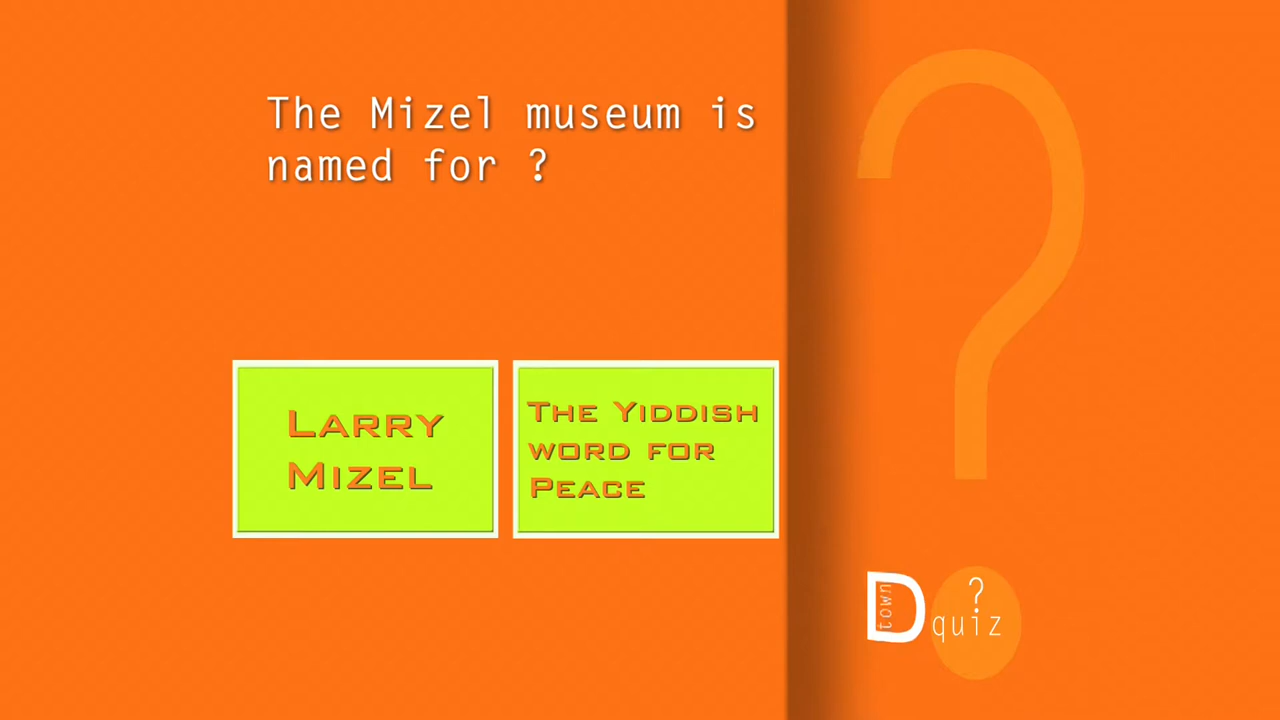 The Mizel museum is
named for ?
Larry
Mizel
The Yiddish
word for
Peace
D town
?
quiz